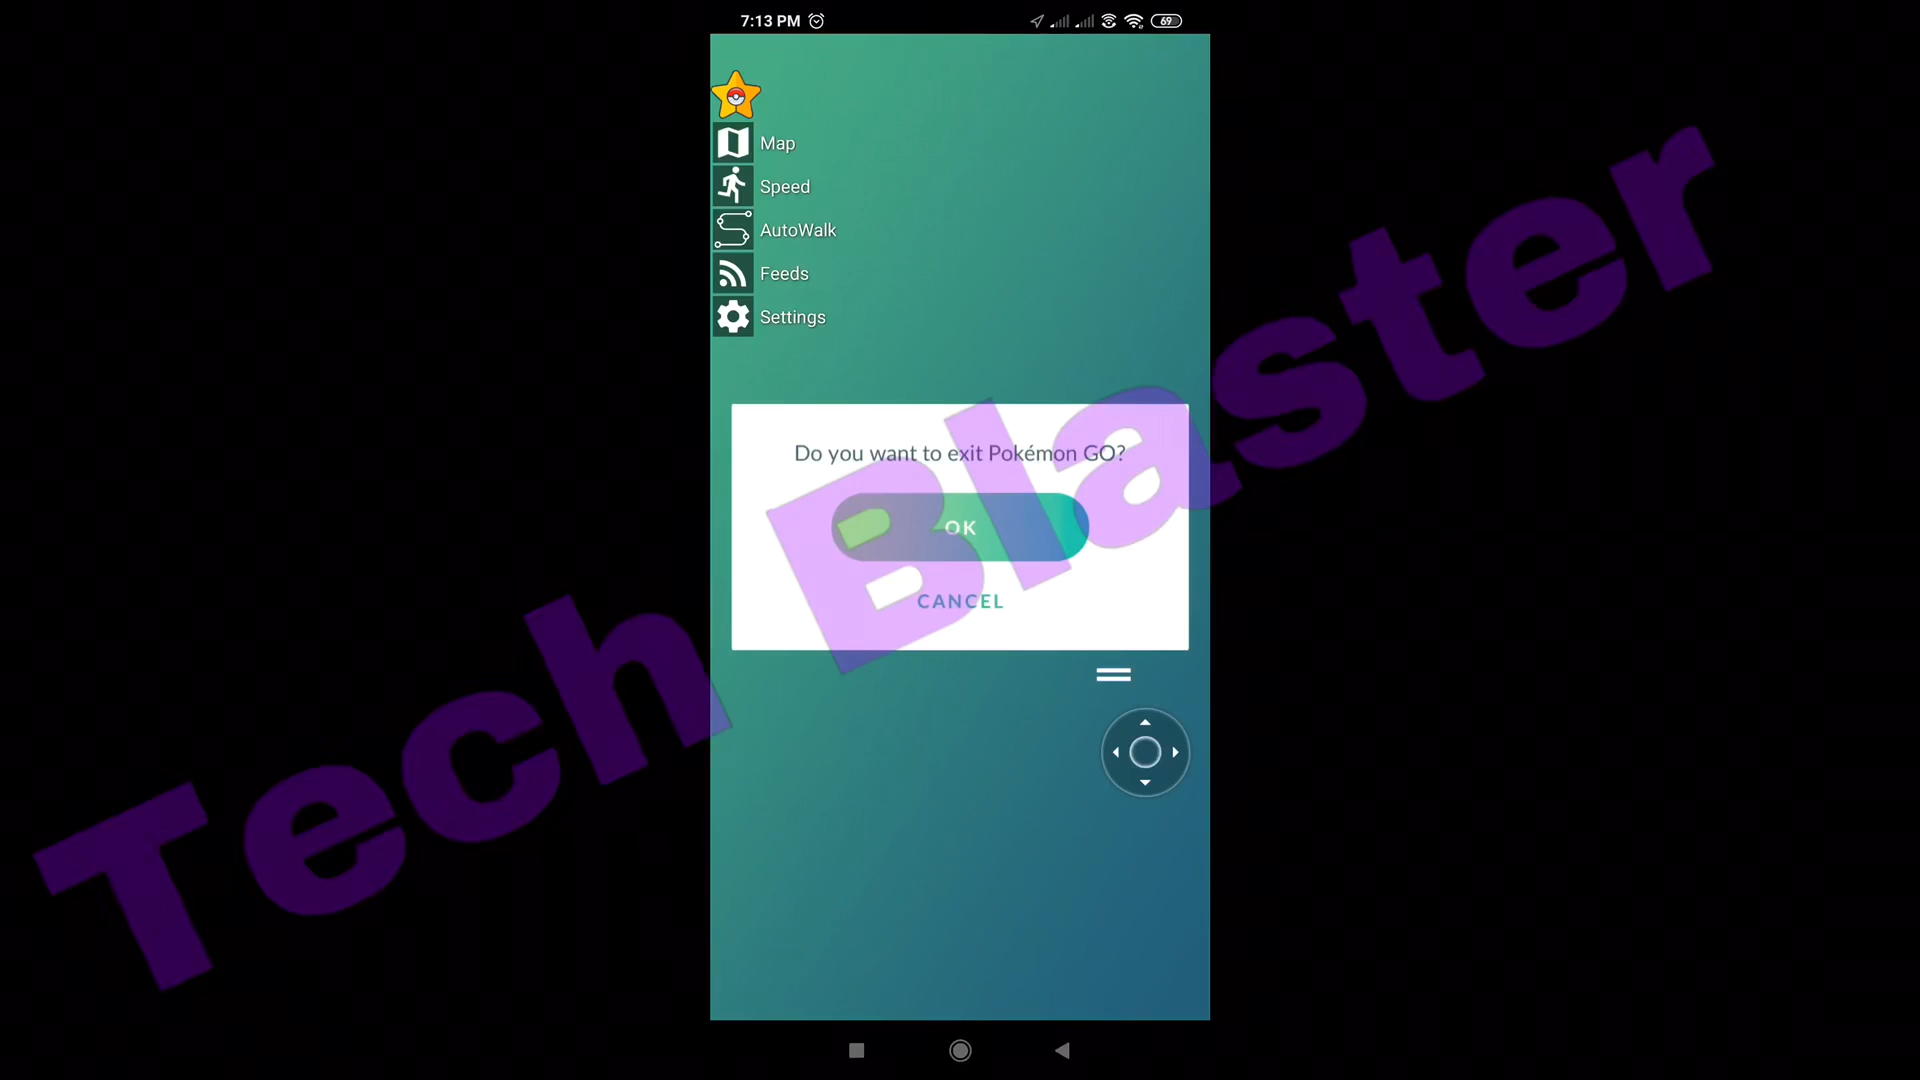 7:13 PM
69
Map
Speed
AutoWalk
Feeds
Settings
Do you want to exit Pokémon GO?
OK
CANCEL
Tech Blaster